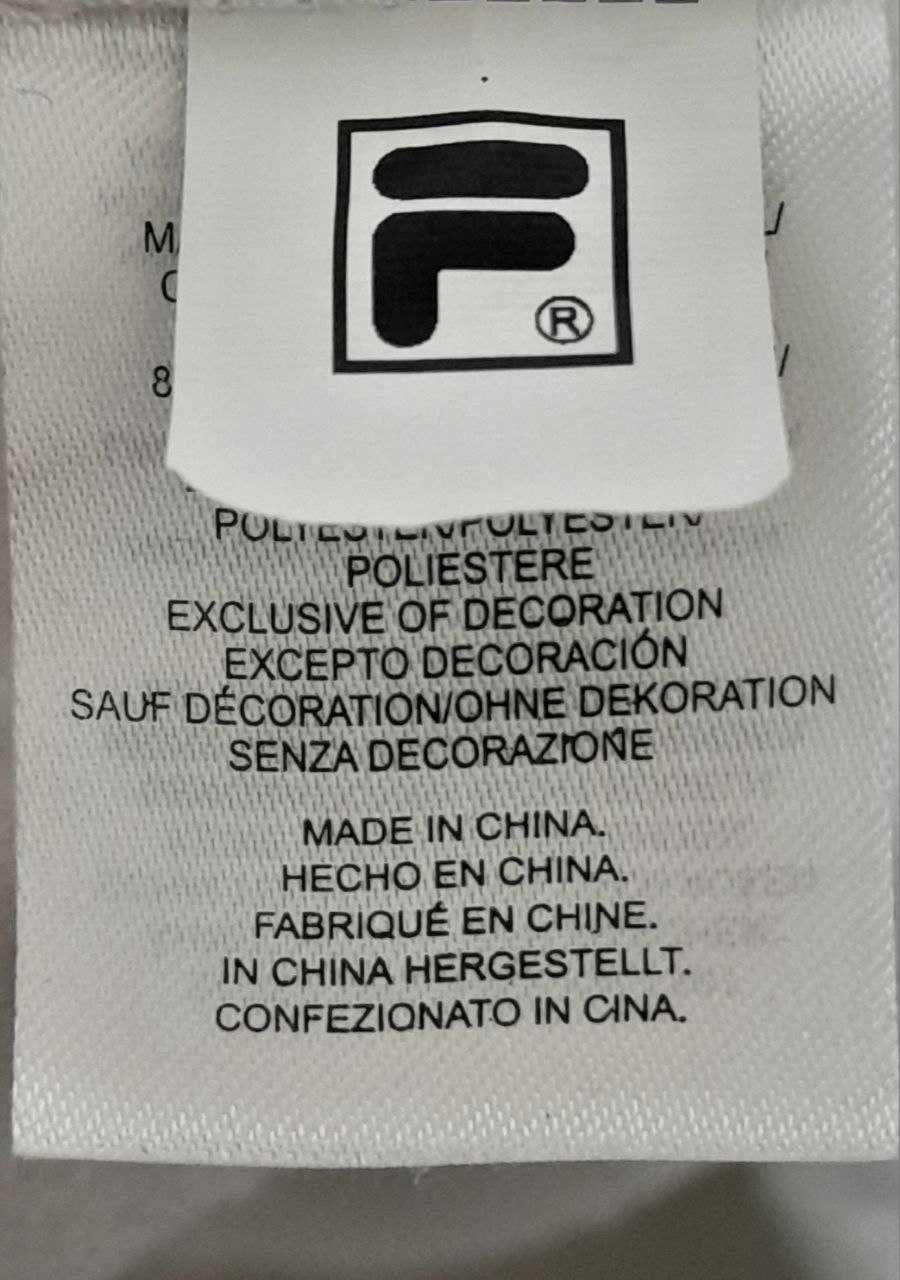 F
®
POLIESTERE
EXCLUSIVE OF DECORATION
EXCEPTO DECORACIÓN
SAUF DÉCORATION/OHNE DEKORATION
SENZA DECORAZIONE
MADE IN CHINA.
HECHO EN CHINA.
FABRIQUÉ EN CHINE.
IN CHINA HERGESTELLT.
CONFEZIONATO IN CINA.